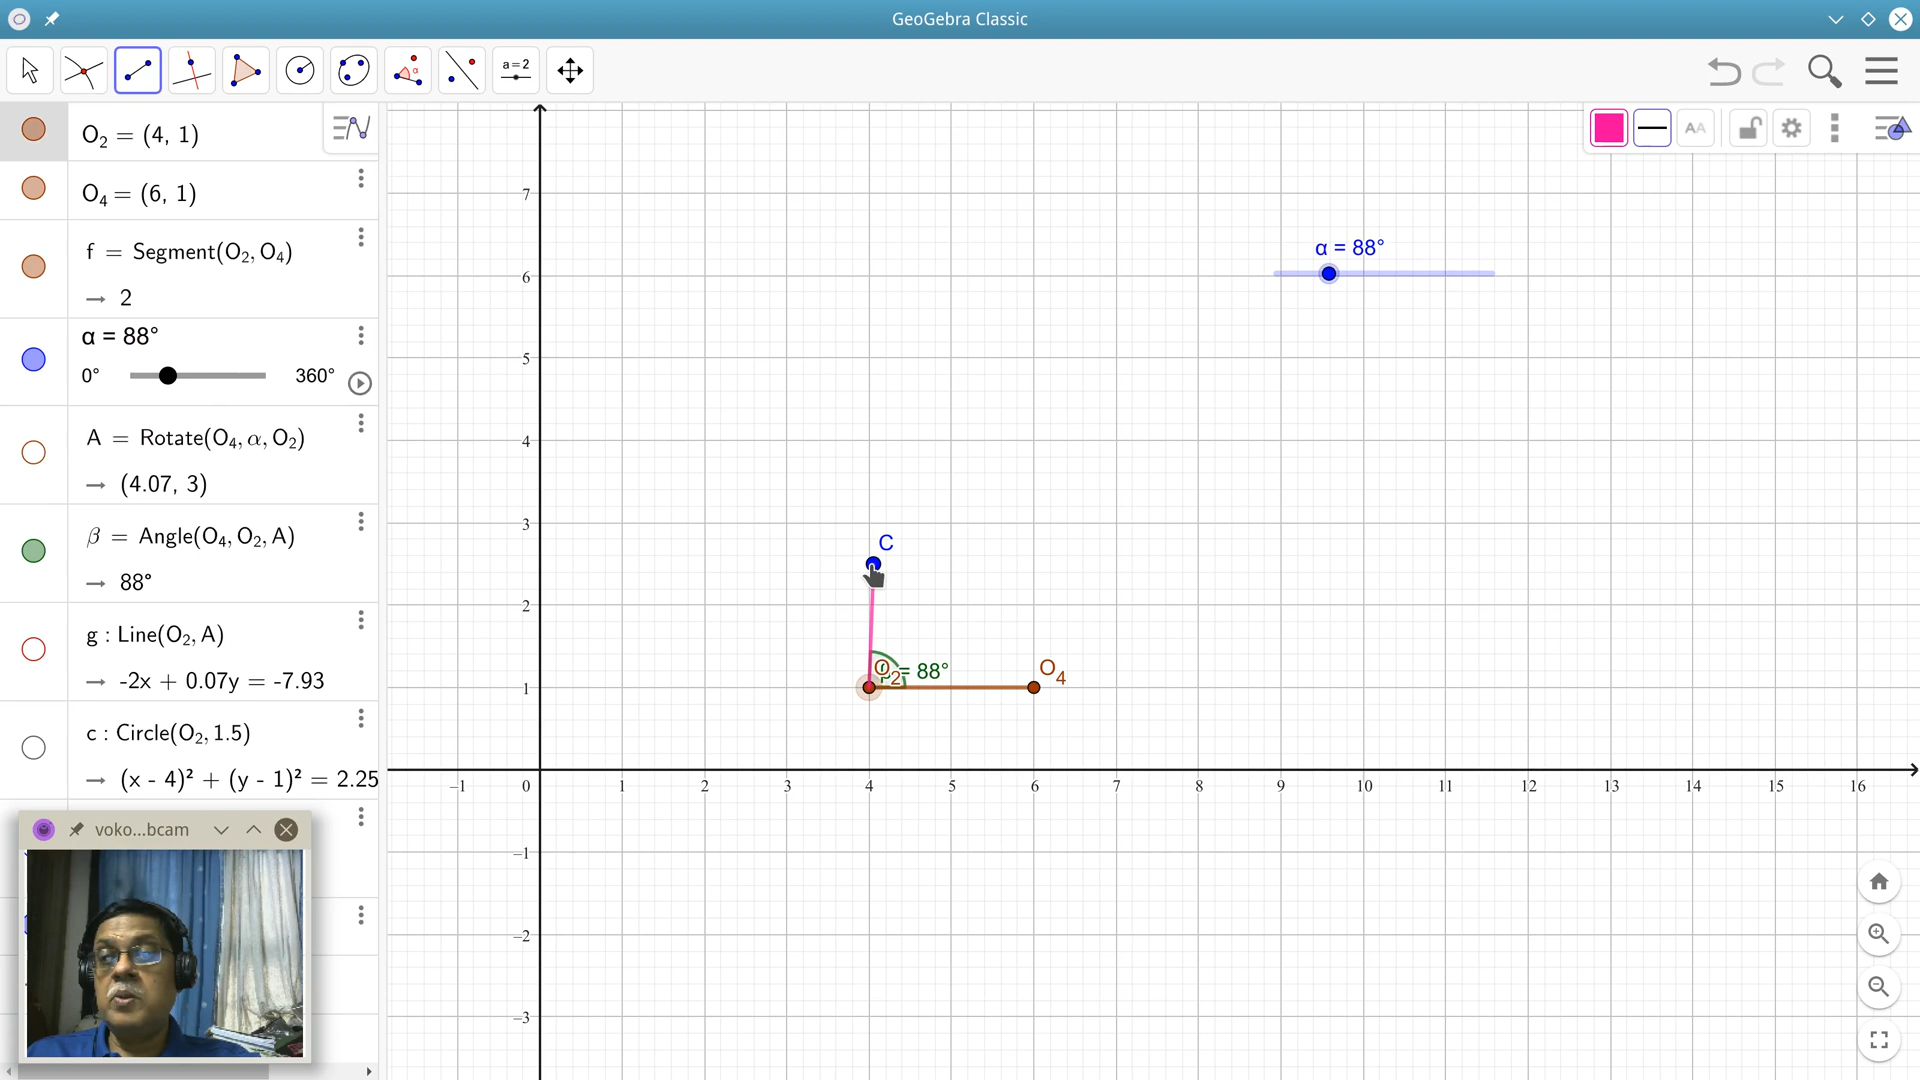 GeoGebra Classic
a=2
O₂ = (4, 1)
AA
O₄ = (6, 1)
f = Segment(O₂, O₄)
→ 2
α = 88°
0°
360°
A = Rotate(O₄, α, O₂)
→ (4.07, 3)
β = Angle(O₄, O₂, A)
→ 88°
g : Line(O₂, A)
→ -2x + 0.07y = -7.93
c : Circle(O₂, 1.5)
→ (x - 4)² + (y - 1)² = 2.25
voko...bcam
α = 88°
7
6
5
4
3
2
1
C
O₂
= 88°
O₄
−1
0
1
2
3
4
5
6
7
8
9
10
11
12
13
14
15
16
−1
−2
−3